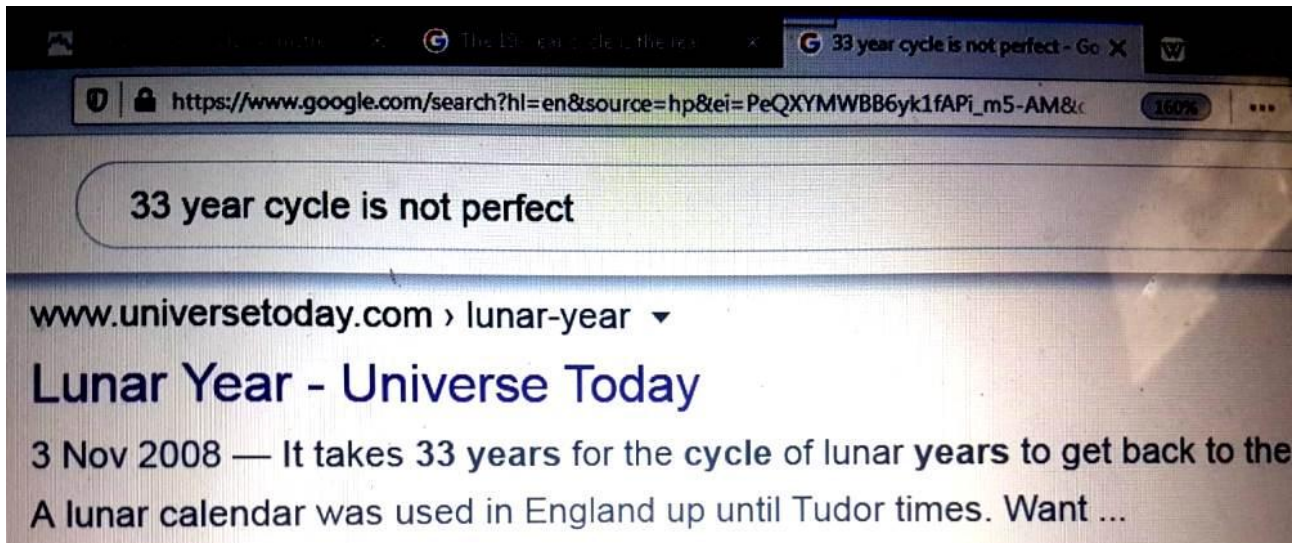 33 year cycle is not perfect - Go
https://www.google.com/search?hl=en&source=hp&ei=PeQXYMWBB6yk1fAPi_m5-AM&
160%
33 year cycle is not perfect
www.universetoday.com › lunar-year
Lunar Year - Universe Today
3 Nov 2008 — It takes 33 years for the cycle of lunar years to get back to the
A lunar calendar was used in England up until Tudor times. Want ...